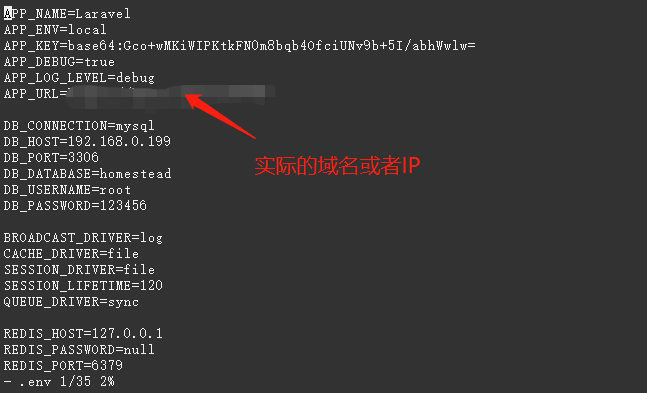 APP_NAME=Laravel
APP_ENV=local
APP_KEY=base64:Gco+wMKiWIPKtkFNOm8bqb40fciUNv9b+5I/abhWwlw=
APP_DEBUG=true
APP_LOG_LEVEL=debug
APP_URL=
DB_CONNECTION=mysql
DB_HOST=192.168.0.199
DB_PORT=3306
实际的域名或者IP
DB_DATABASE=homestead
DB_USERNAME=root
DB_PASSWORD=123456
BROADCAST_DRIVER=log
CACHE_DRIVER=file
SESSION_DRIVER=file
SESSION_LIFETIME=120
QUEUE_DRIVER=sync
REDIS_HOST=127.0.0.1
REDIS_PASSWORD=null
REDIS_PORT=6379
- .env 1/35 2%